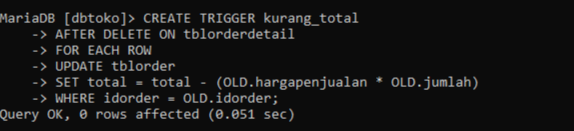 MariaDB [dbtoko]> CREATE TRIGGER kurang_total
-> AFTER DELETE ON tblorderdetail
-> FOR EACH ROW
-> UPDATE tblorder
-> SET total = total - (OLD.hargapenjualan * OLD.jumlah)
-> WHERE idorder = OLD.idorder;
Query OK, 0 rows affected (0.051 sec)